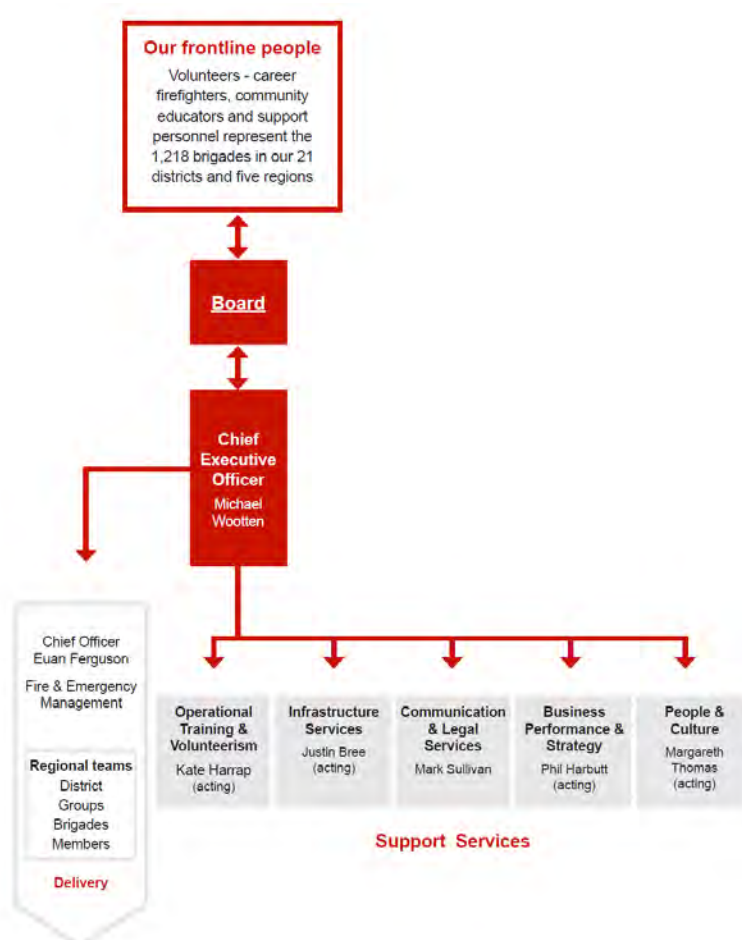 Our frontline people
Volunteers - career
firefighters, community
educators and support
personnel represent the
1,218 brigades in our 21
districts and five regions
Board
Chief
Executive
Officer
Michael
Wootten
Chief Officer
Euan Ferguson
Fire & Emergency
Management
Regional teams
District
Groups
Brigades
Members
Delivery
Operational
Training &
Volunteerism
Kate Harrap
(acting)
Infrastructure
Services
Justin Bree
(acting)
Communication
& Legal
Services
Mark Sullivan
Business
Performance &
Strategy
Phil Harbutt
(acting)
People &
Culture
Margareth
Thomas
(acting)
Support Services